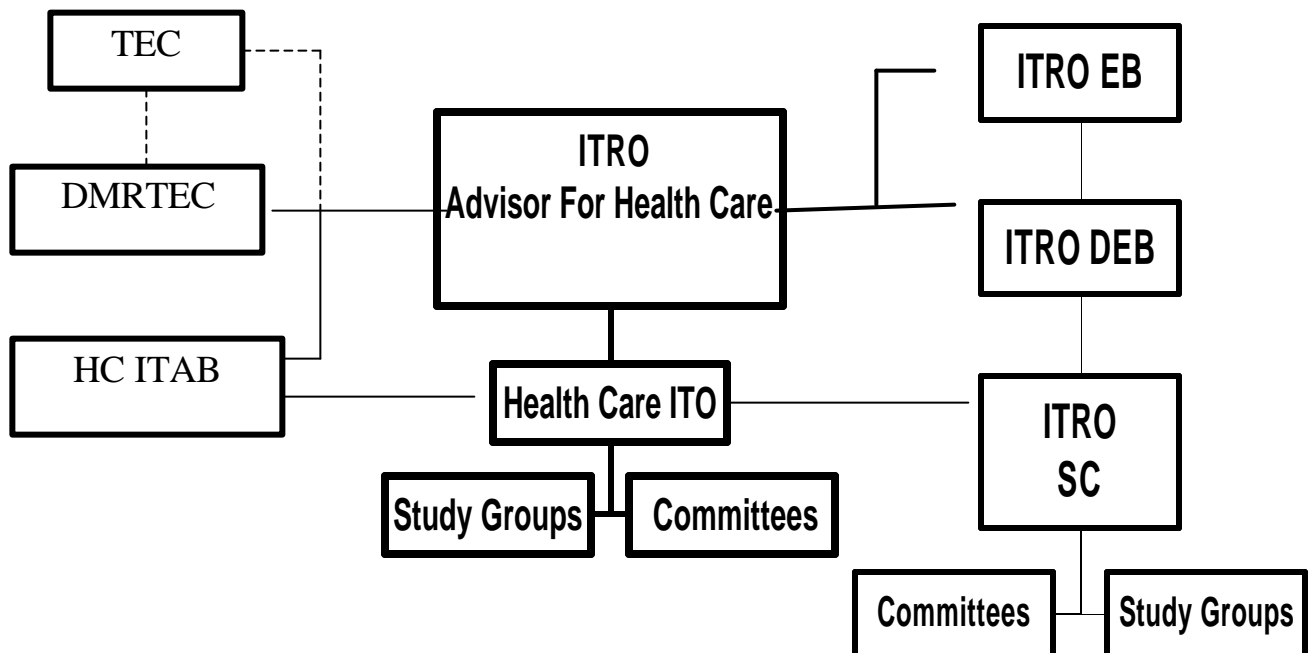 TEC
ITRO EB
ITRO
Advisor For Health Care
DMRTEC
ITRO DEB
HC ITAB
Health Care ITO
ITRO
SC
Study Groups
Committees
Committees
Study Groups